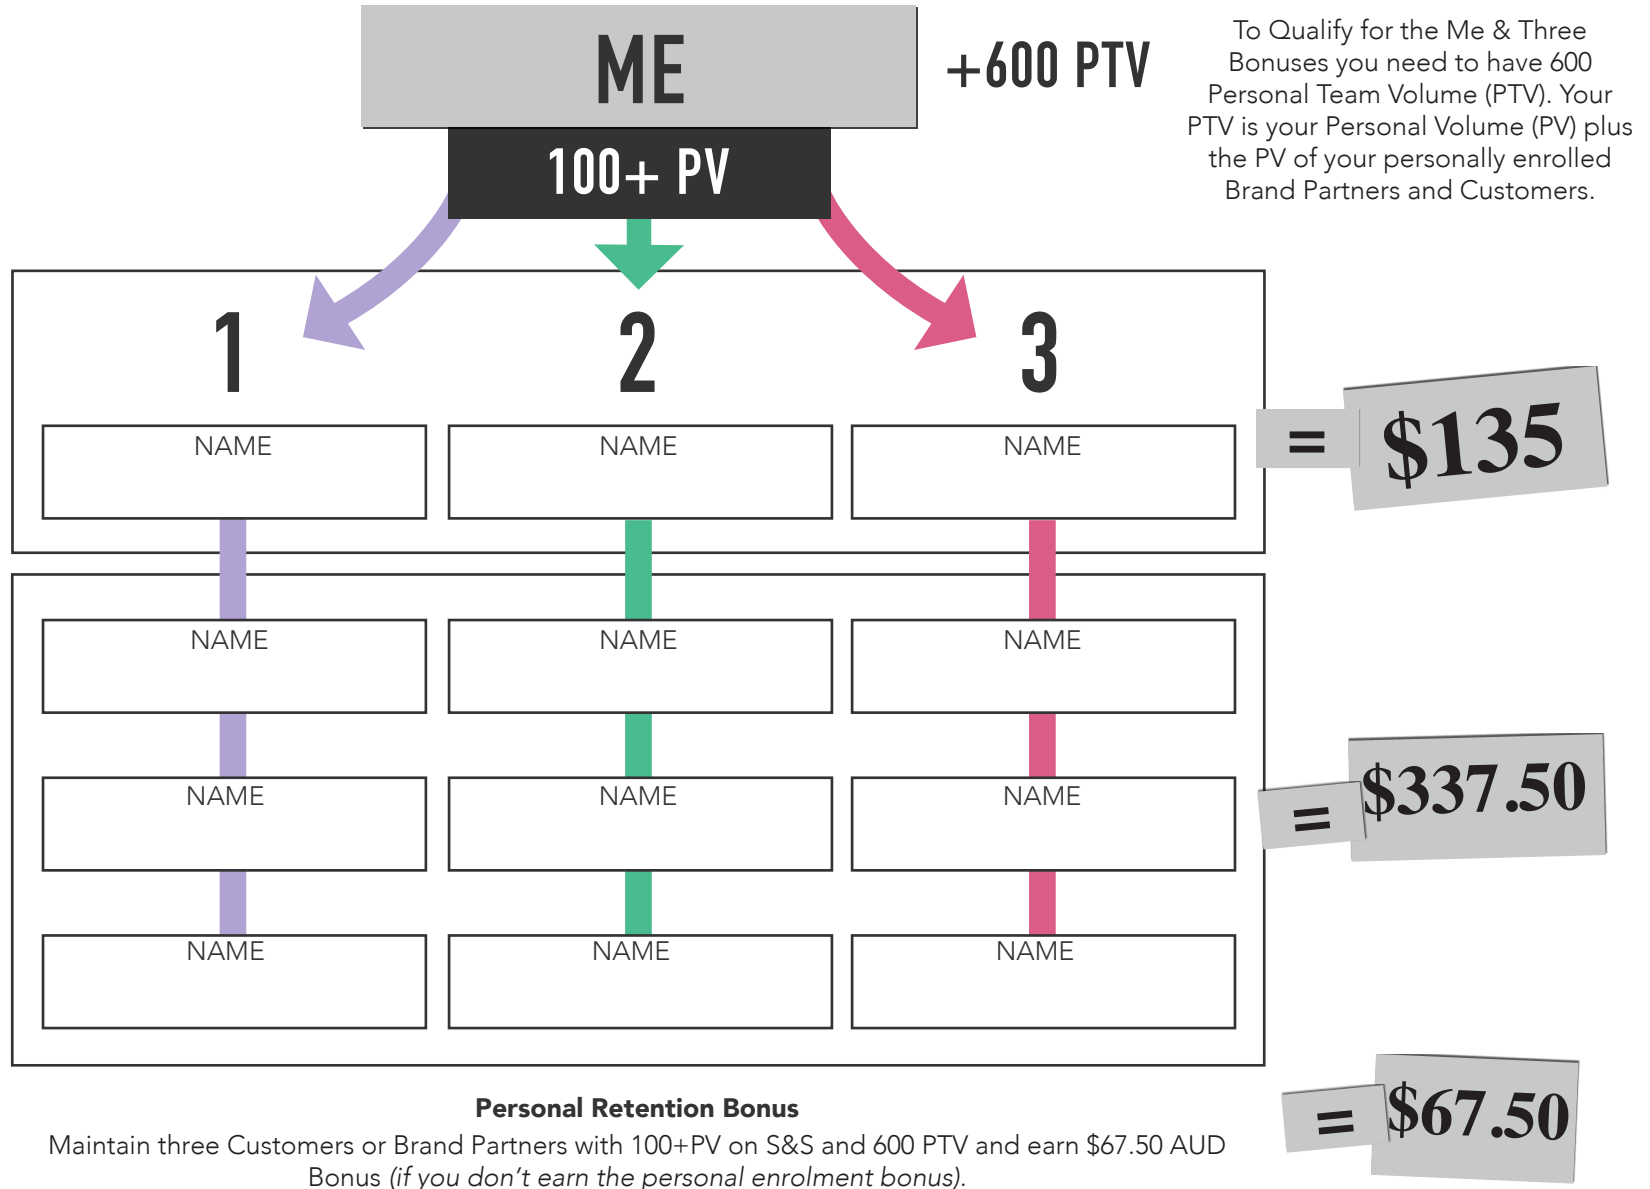 ME
+600 PTV
To Qualify for the Me & Three
Bonuses you need to have 600
Personal Team Volume (PTV). Your
PTV is your Personal Volume (PV) plus
the PV of your personally enrolled
Brand Partners and Customers.
100+ PV
1
2
3
NAME
NAME
NAME
= $135
NAME
NAME
NAME
NAME
NAME
NAME
= $337.50
NAME
NAME
NAME
Personal Retention Bonus
Maintain three Customers or Brand Partners with 100+PV on S&S and 600 PTV and earn $67.50 AUD
Bonus (if you don’t earn the personal enrolment bonus).
= $67.50